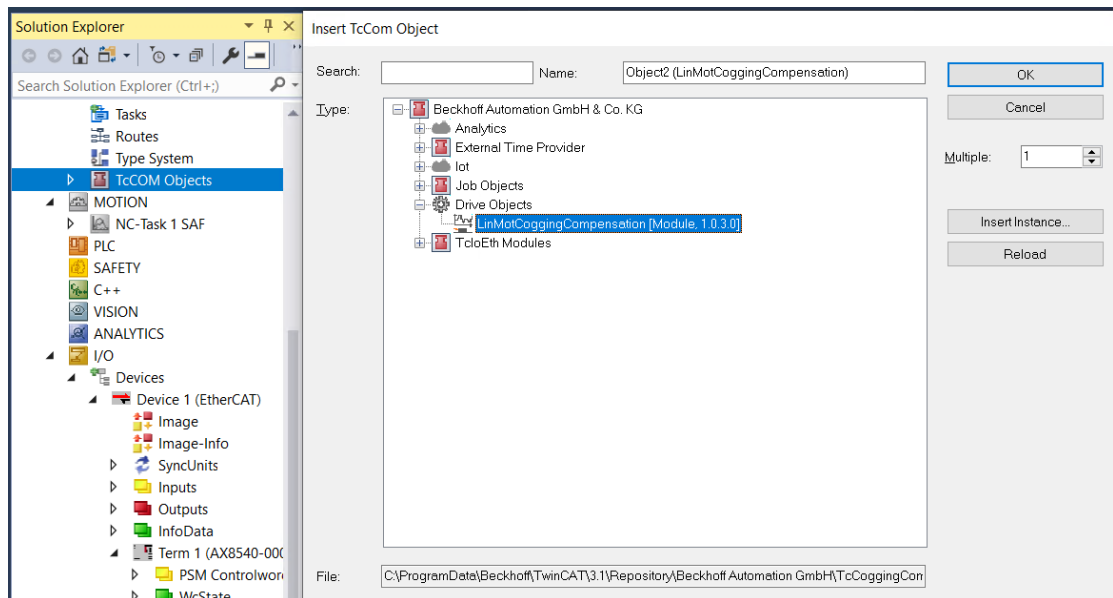 Solution Explorer
Search Solution Explorer (Ctrl+;)
Tasks
Routes
Type System
TcCOM Objects
MOTION
NC-Task 1 SAF
PLC
SAFETY
C++
VISION
ANALYTICS
I/O
Devices
Device 1 (EtherCAT)
Image
Image-Info
SyncUnits
Inputs
Outputs
InfoData
Term 1 (AX8540-000
PSM Controlwor
WcState
Insert TcCom Object
Search:
Name: Object2 (LinMotCoggingCompensation)
Type:
Beckhoff Automation GmbH & Co. KG
Analytics
External Time Provider
Iot
Job Objects
Drive Objects
LinMotCoggingCompensation [Module, 1.0.3.0]
TcIoEth Modules
File: C:\ProgramData\Beckhoff\TwinCAT\3.1\Repository\Beckhoff Automation GmbH\TcCoggingCom
OK
Cancel
Multiple: 1
Insert Instance...
Reload